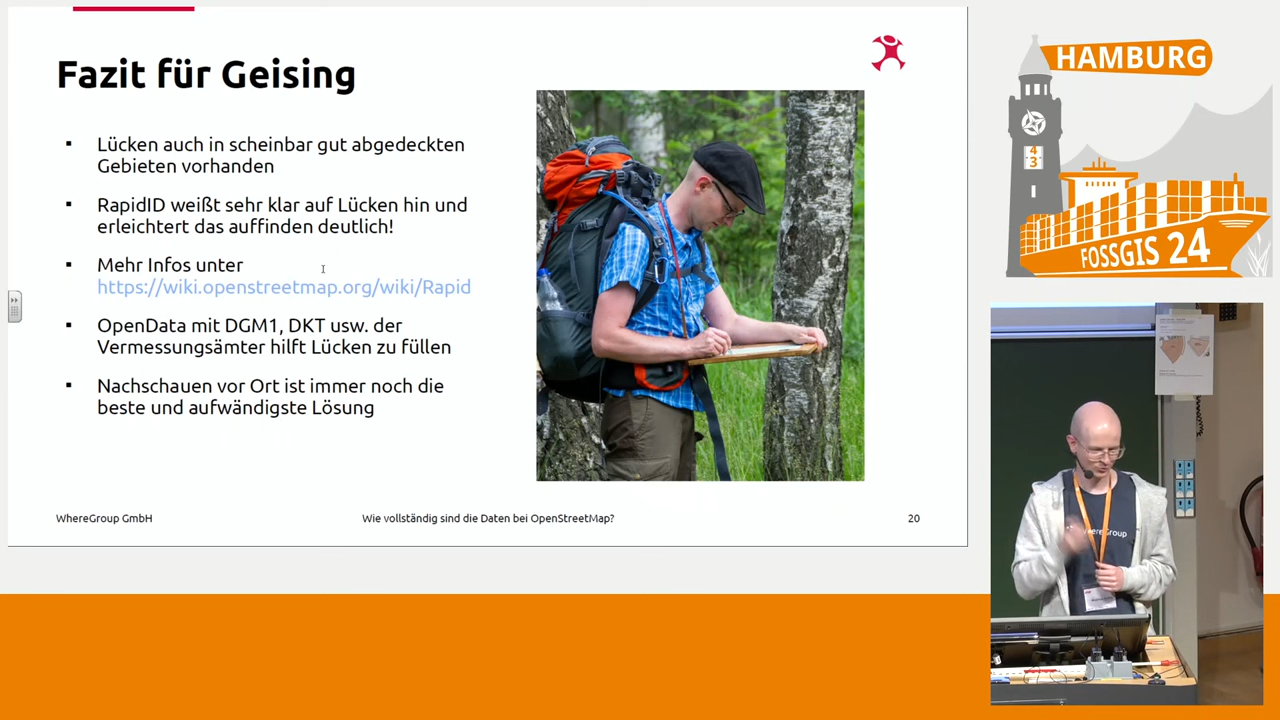 Fazit für Geising
▪ Lücken auch in scheinbar gut abgedeckten
Gebieten vorhanden
▪ RapidID weißt sehr klar auf Lücken hin und
erleichtert das auffinden deutlich!
▪ Mehr Infos unter
https://wiki.openstreetmap.org/wiki/Rapid
▪ OpenData mit DGM1, DKT usw. der
Vermessungsämter hilft Lücken zu füllen
▪ Nachschauen vor Ort ist immer noch die
beste und aufwändigste Lösung
WhereGroup GmbH
Wie vollständig sind die Daten bei OpenStreetMap?
20
HAMBURG
4
3
FOSSGIS 24